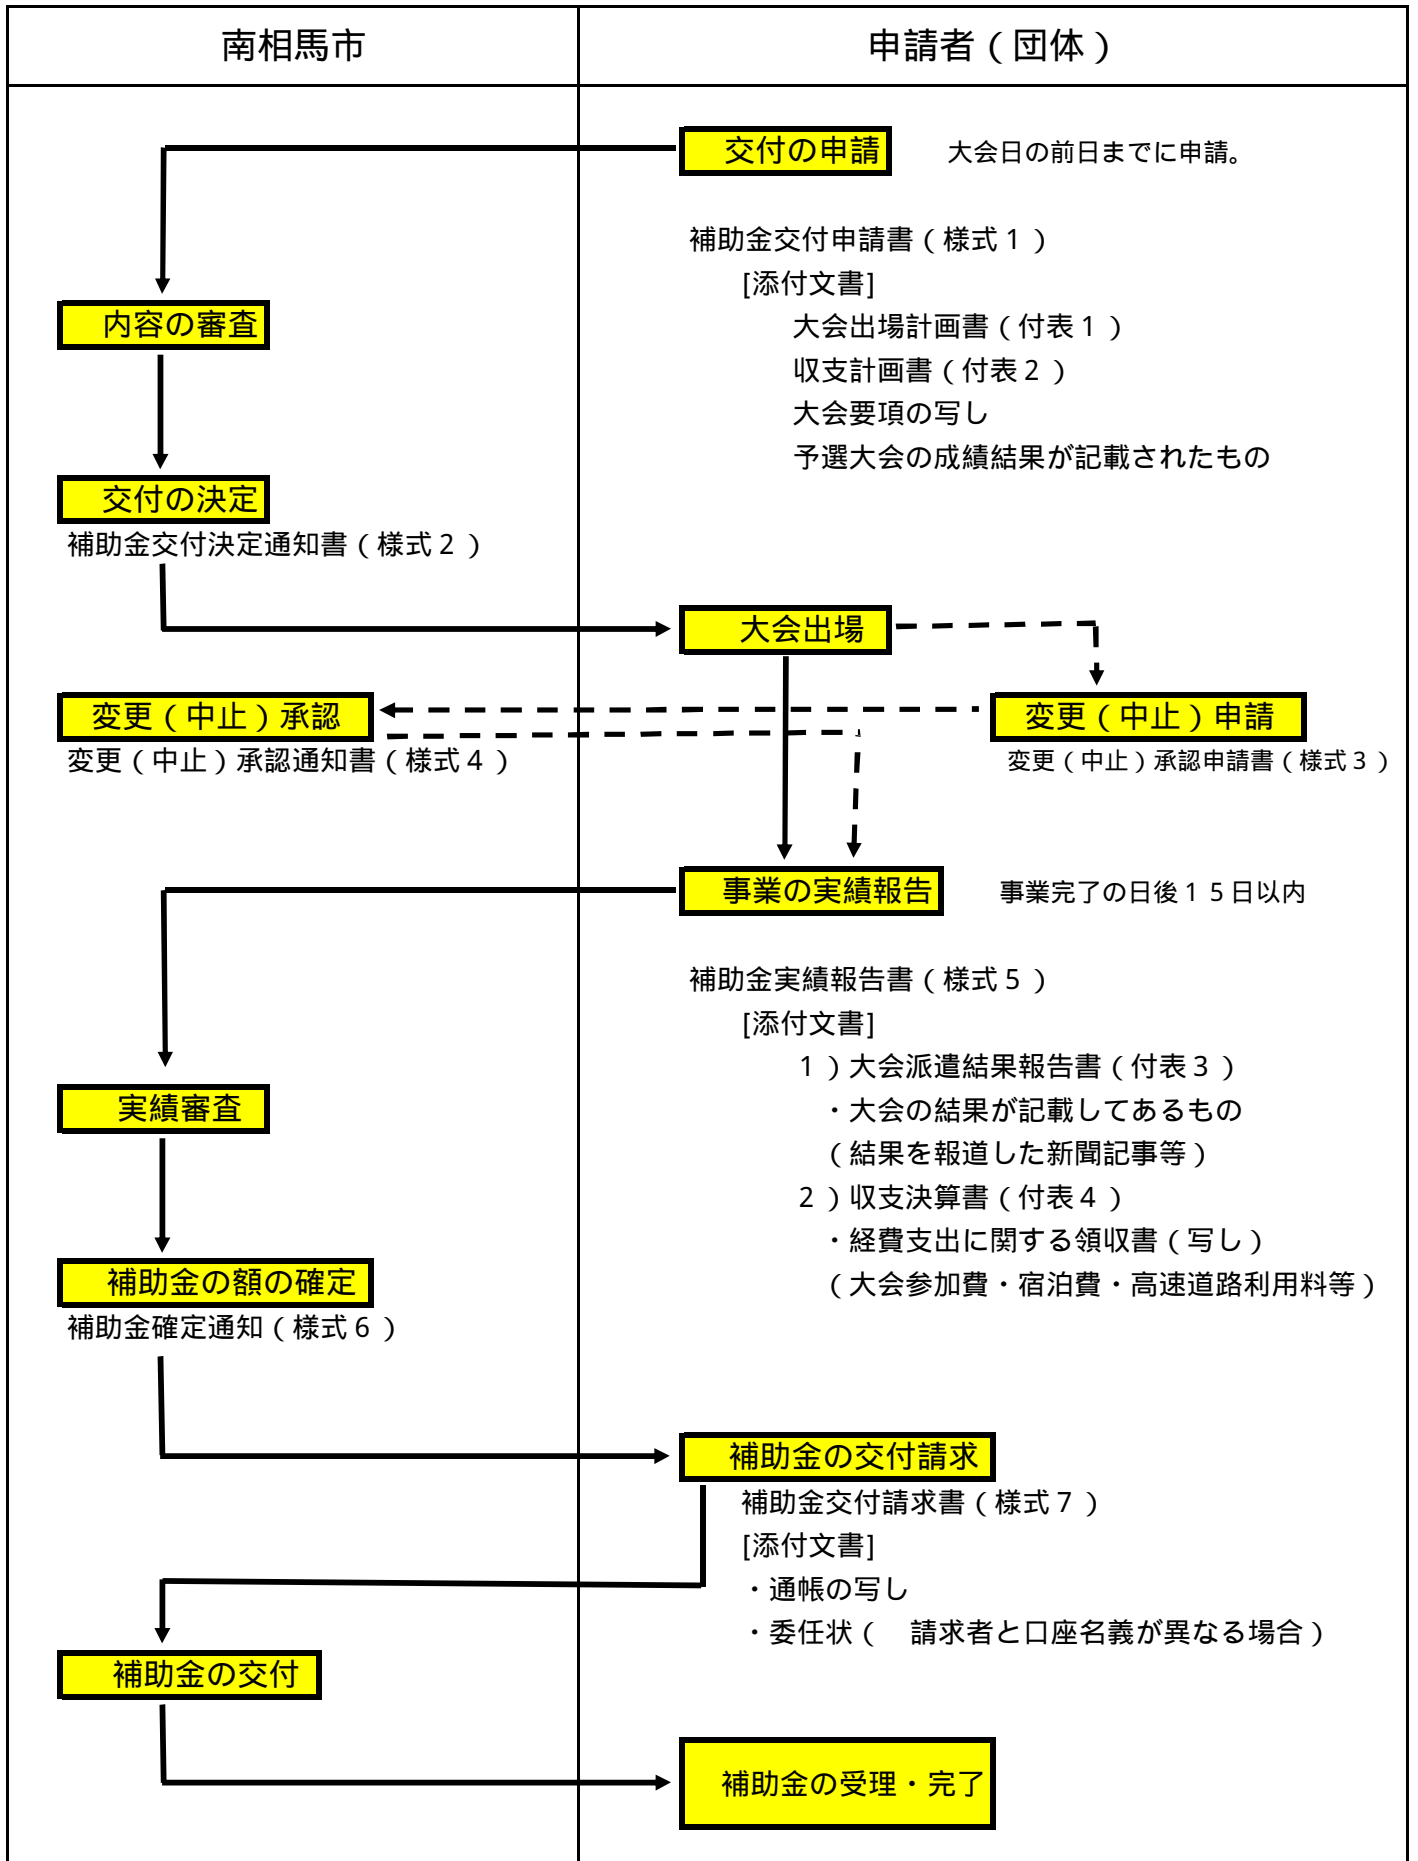 南相馬市
申請者（団体）
交付の申請
大会日の前日までに申請。
補助金交付申請書（様式1）
[添付文書]
大会出場計画書（付表1）
収支計画書（付表2）
大会要項の写し
予選大会の成績結果が記載されたもの
内容の審査
交付の決定
補助金交付決定通知書（様式2）
大会出場
変更（中止）承認
変更（中止）申請
変更（中止）承認通知書（様式4）
変更（中止）承認申請書（様式3）
事業の実績報告
事業完了の日後15日以内
補助金実績報告書（様式5）
[添付文書]
1）大会派遣結果報告書（付表3）
・大会の結果が記載してあるもの
（結果を報道した新聞記事等）
2）収支決算書（付表4）
・経費支出に関する領収書（写し）
（大会参加費・宿泊費・高速道路利用料等）
実績審査
補助金の額の確定
補助金確定通知（様式6）
補助金の交付請求
補助金交付請求書（様式7）
[添付文書]
・通帳の写し
・委任状（　請求者と口座名義が異なる場合）
補助金の交付
補助金の受理・完了